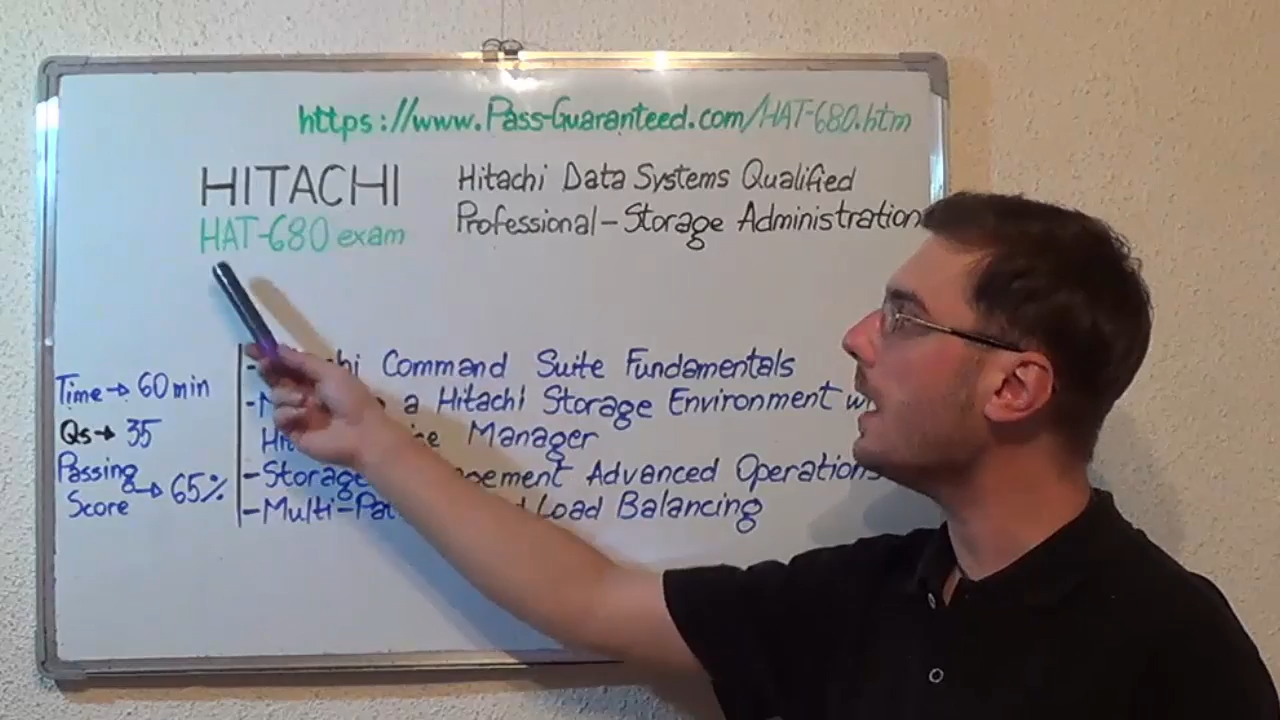 https://www.Pass-Guaranteed.com/HAT-680.htm
HITACHI
HAT-680 exam
Hitachi Data Systems Qualified
Professional-Storage Administration
Time → 60 min
Qs → 35
Passing
Score → 65%
Command Suite Fundamentals
a Hitachi Storage Environment
Manager
- Storage Advanced Operations
- Load Balancing